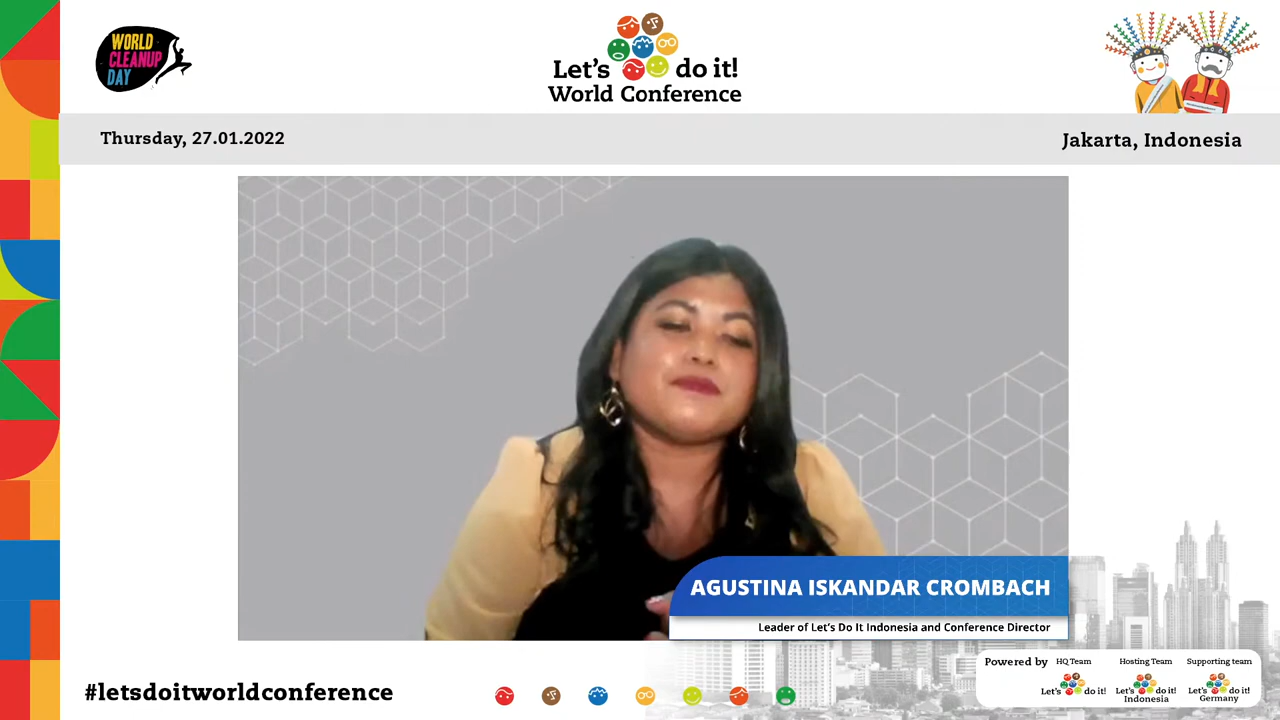 WORLD
CLEANUP
DAY
Let's do it!
World Conference
Thursday, 27.01.2022
Jakarta, Indonesia
AGUSTINA ISKANDAR CROMBACH
Leader of Let's Do It Indonesia and Conference Director
#letsdoitworldconference
Powered by
HQ Team
Let's do it!
Hosting Team
Let's do it!
Indonesia
Supporting team
Let's do it!
Germany